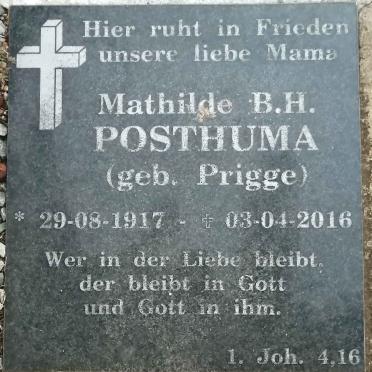 Hier ruht in Frieden
unsere liebe Mama
Mathilde B.H.
POSTHUMA
(geb. Prigge)
* 29-08-1917 - ✝ 03-04-2016
Wer in der Liebe bleibt,
der bleibt in Gott
und Gott in ihm.
1. Joh. 4,16